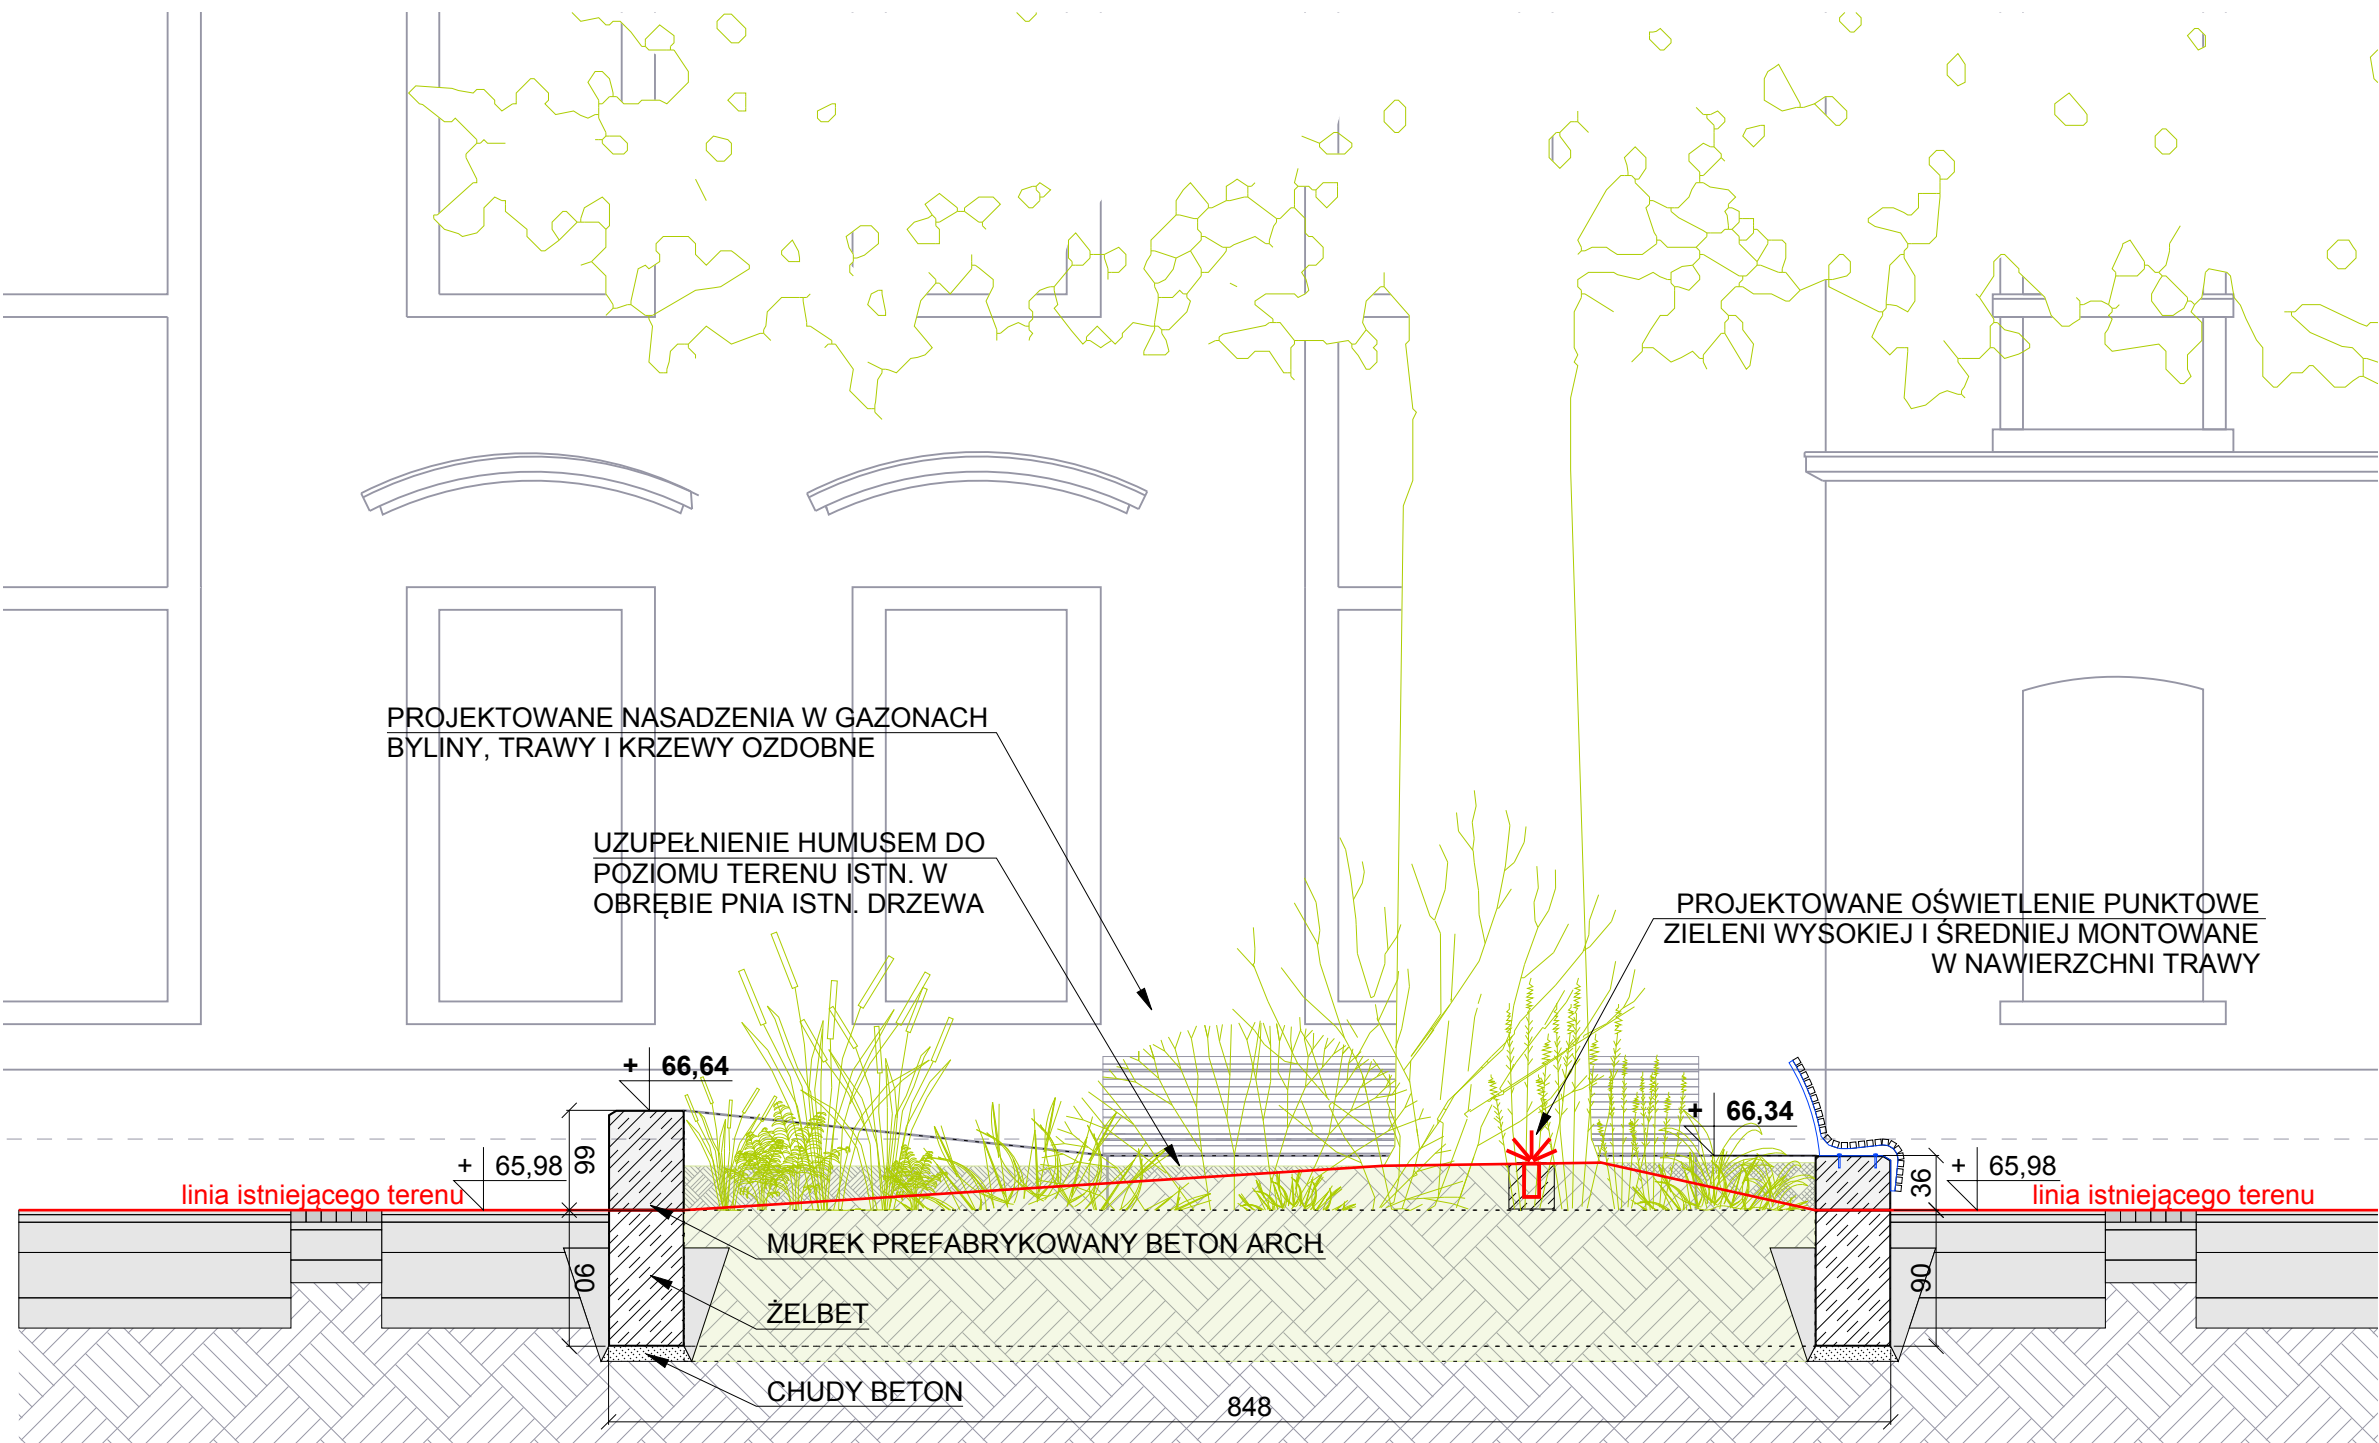 PROJEKTOWANE NASADZENIA W GAZONACH
BYLINY, TRAWY I KRZEWY OZDOBNE
UZUPEŁNIENIE HUMUSEM DO
POZIOMU TERENU ISTN. W
OBRĘBIE PNIA ISTN. DRZEWA
PROJEKTOWANE OŚWIETLENIE PUNKTOWE
ZIELENI WYSOKIEJ I ŚREDNIEJ MONTOWANE
W NAWIERZCHNI TRAWY
+ 66,64
+ 66,34
+ 65,98
66
36
+ 65,98
linia istniejącego terenu
linia istniejącego terenu
MUREK PREFABRYKOWANY BETON ARCH.
90
90
ŻELBET
CHUDY BETON
848